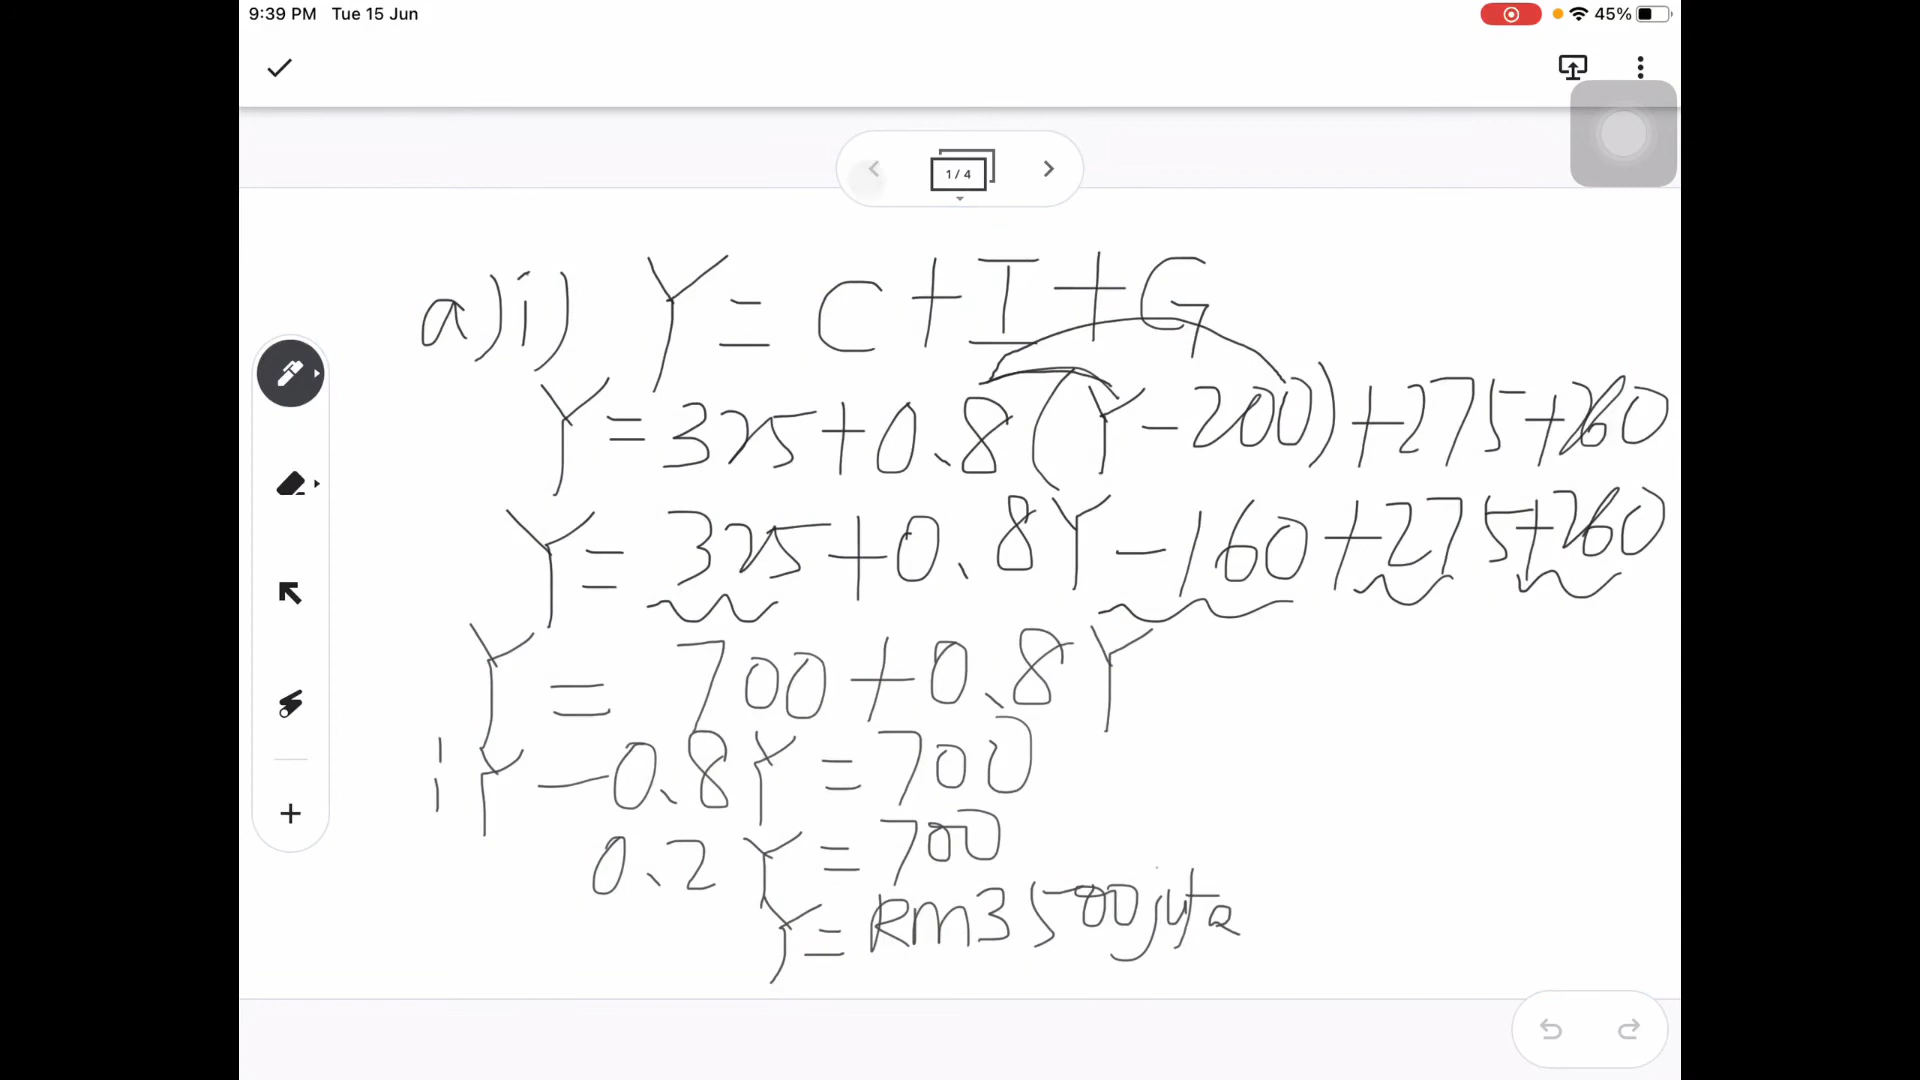 9:39 PM Tue 15 Jun 45%
1 / 4
a)i) Y = C + I + G
Y = 325 + 0.8 (Y - 200) + 275 + 260
Y = 325 + 0.8Y - 160 + 275 + 260
Y = 700 + 0.8Y
1Y - 0.8Y = 700
0.2Y = 700
Y = RM3500juta